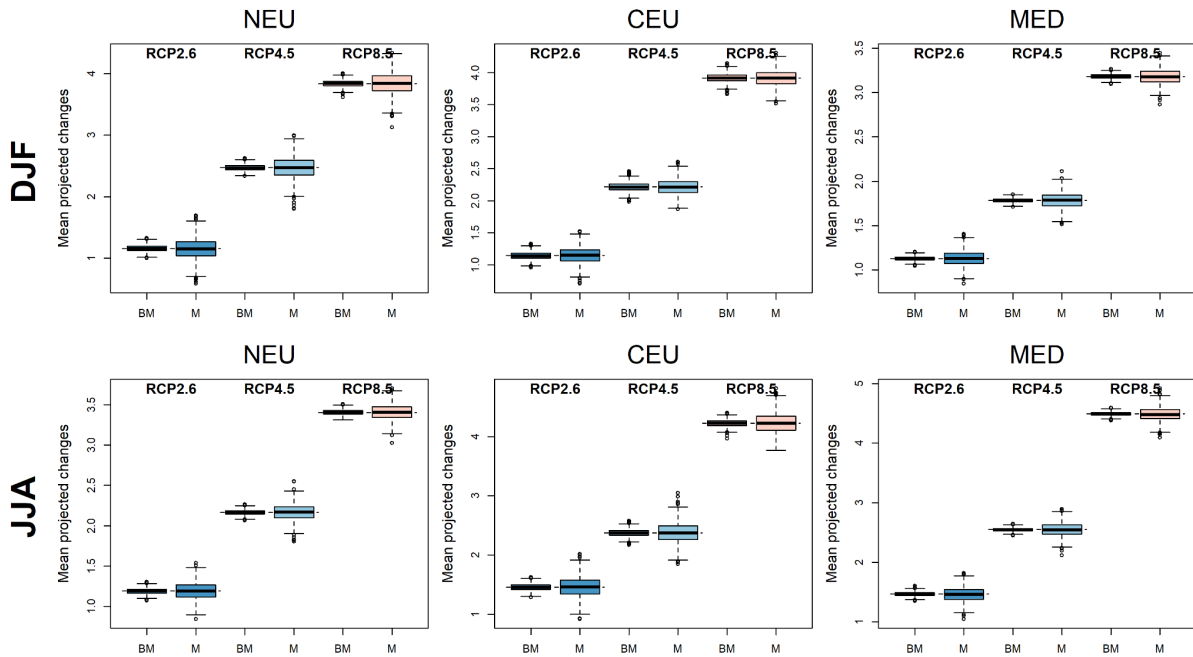 NEU CEU MED
DJF
Mean projected changes
RCP2.6 RCP4.5 RCP8.5
4
3
2
1
BM M BM M BM M
Mean projected changes
RCP2.6 RCP4.5 RCP8.5
4.0
3.5
3.0
2.5
2.0
1.5
1.0
BM M BM M BM M
Mean projected changes
RCP2.6 RCP4.5 RCP8.5
3.5
3.0
2.5
2.0
1.5
1.0
BM M BM M BM M
NEU CEU MED
JJA
Mean projected changes
RCP2.6 RCP4.5 RCP8.5
3.5
3.0
2.5
2.0
1.5
1.0
BM M BM M BM M
Mean projected changes
RCP2.6 RCP4.5 RCP8.5
4
3
2
1
BM M BM M BM M
Mean projected changes
RCP2.6 RCP4.5 RCP8.5
5
4
3
2
1
BM M BM M BM M